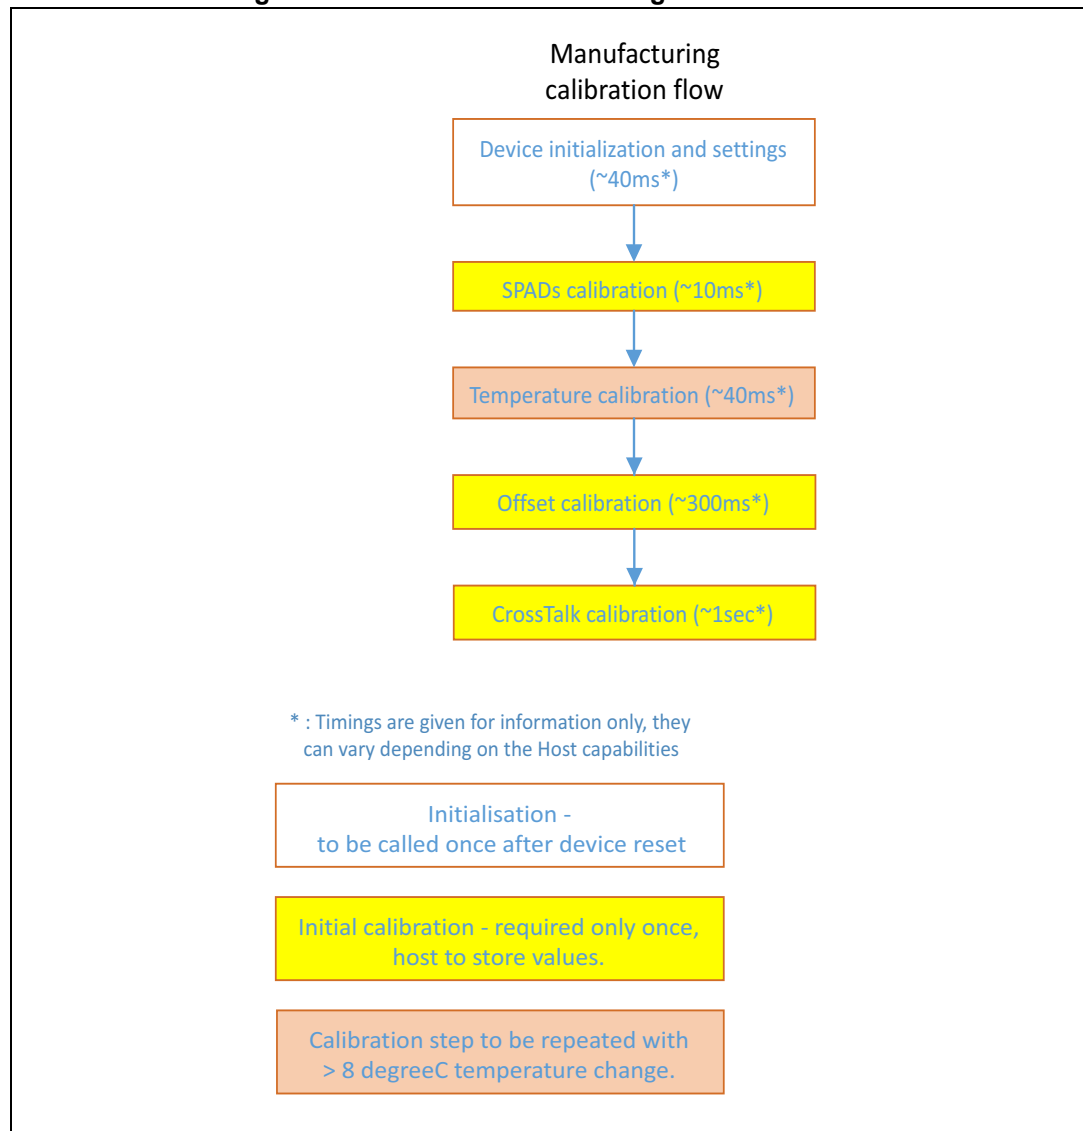 Manufacturing
calibration flow
Device initialization and settings
(~40ms*)
SPADs calibration (~10ms*)
Temperature calibration (~40ms*)
Offset calibration (~300ms*)
CrossTalk calibration (~1sec*)
* : Timings are given for information only, they
can vary depending on the Host capabilities
Initialisation -
to be called once after device reset
Initial calibration - required only once,
host to store values.
Calibration step to be repeated with
> 8 degreeC temperature change.